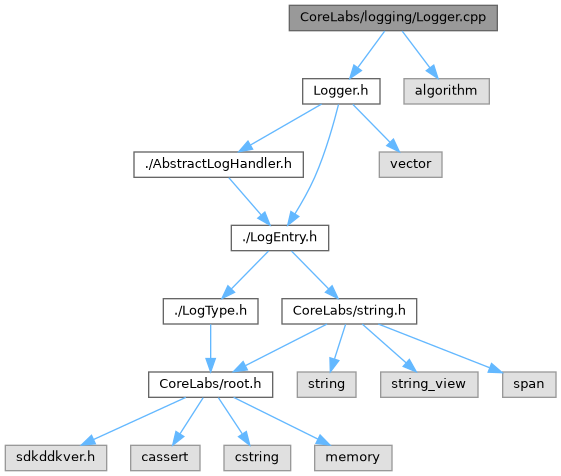 CoreLabs/logging/Logger.cpp
Logger.h
algorithm
./AbstractLogHandler.h
vector
./LogEntry.h
./LogType.h
CoreLabs/string.h
CoreLabs/root.h
string
string_view
span
sdkddkver.h
cassert
cstring
memory